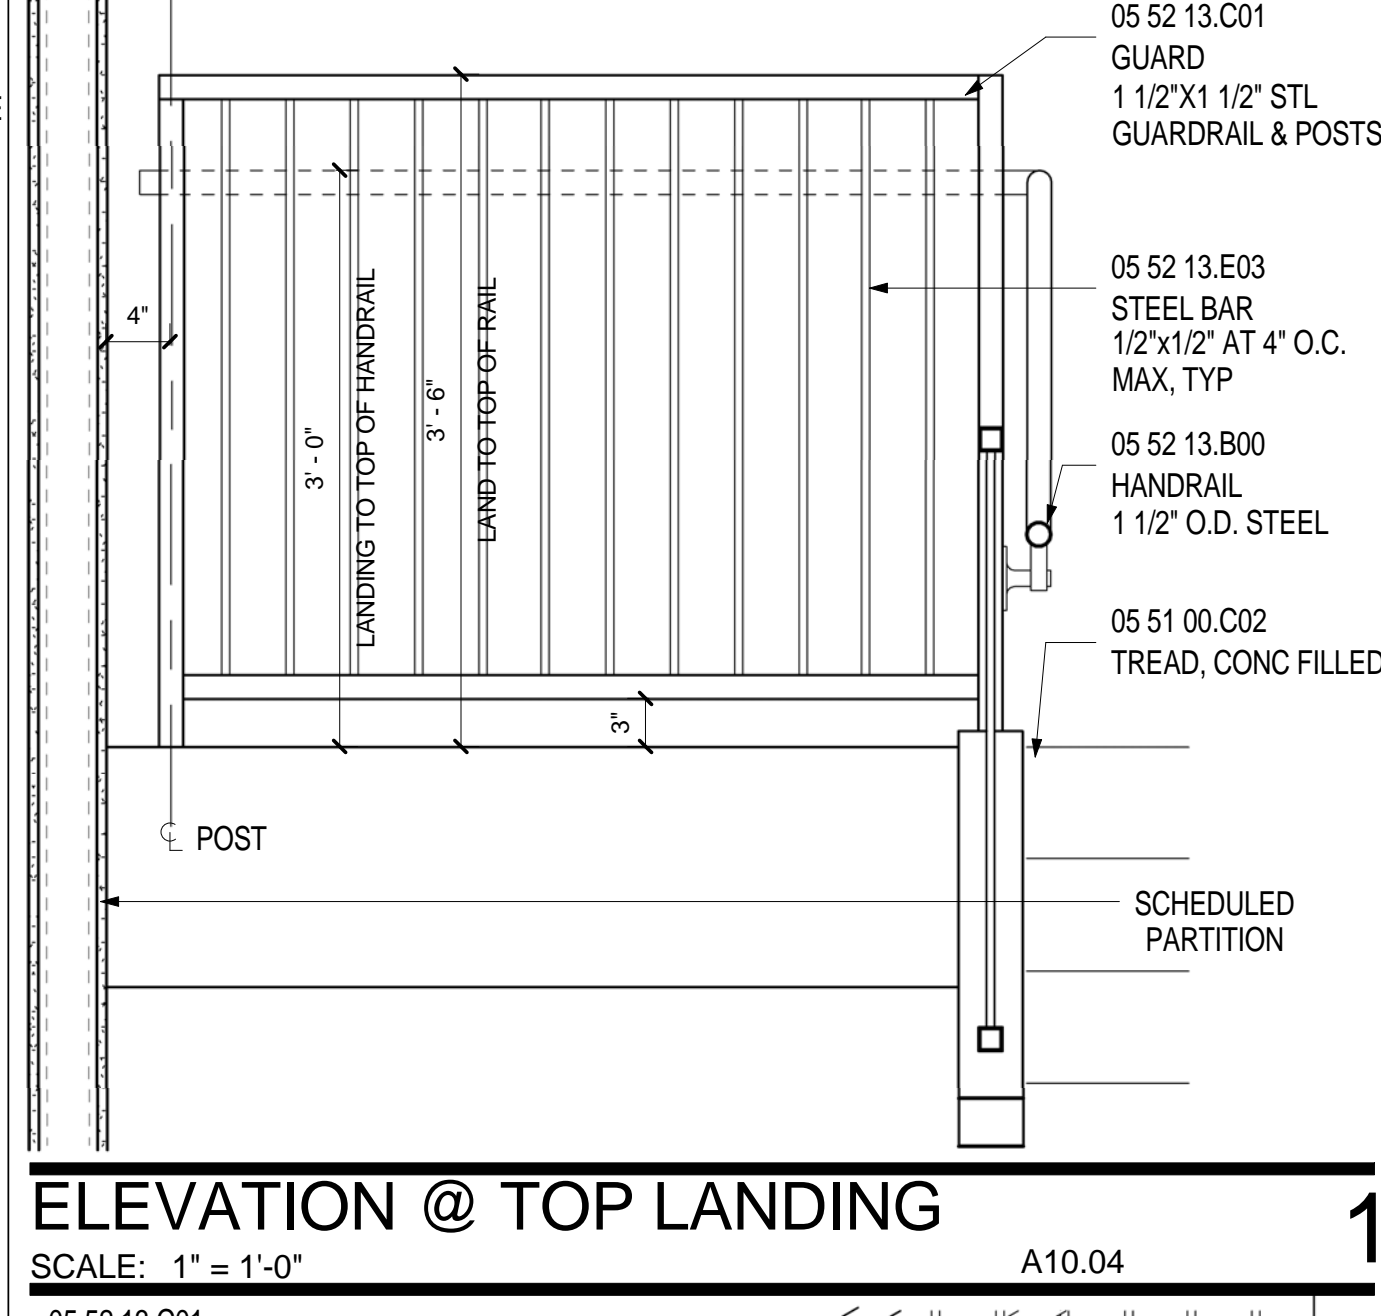 05 52 13.C01
GUARD
1 1/2"X1 1/2" STL
GUARDRAIL & POSTS
05 52 13.E03
STEEL BAR
1/2"x1/2" AT 4" O.C.
MAX, TYP
05 52 13.B00
HANDRAIL
1 1/2" O.D. STEEL
05 51 00.C02
TREAD, CONC FILLED
4"
3' - 0"
LANDING TO TOP OF HANDRAIL
3' - 6"
LAND TO TOP OF RAIL
3"
℄ POST
SCHEDULED
PARTITION
ELEVATION @ TOP LANDING
1
SCALE: 1" = 1'-0"
A10.04